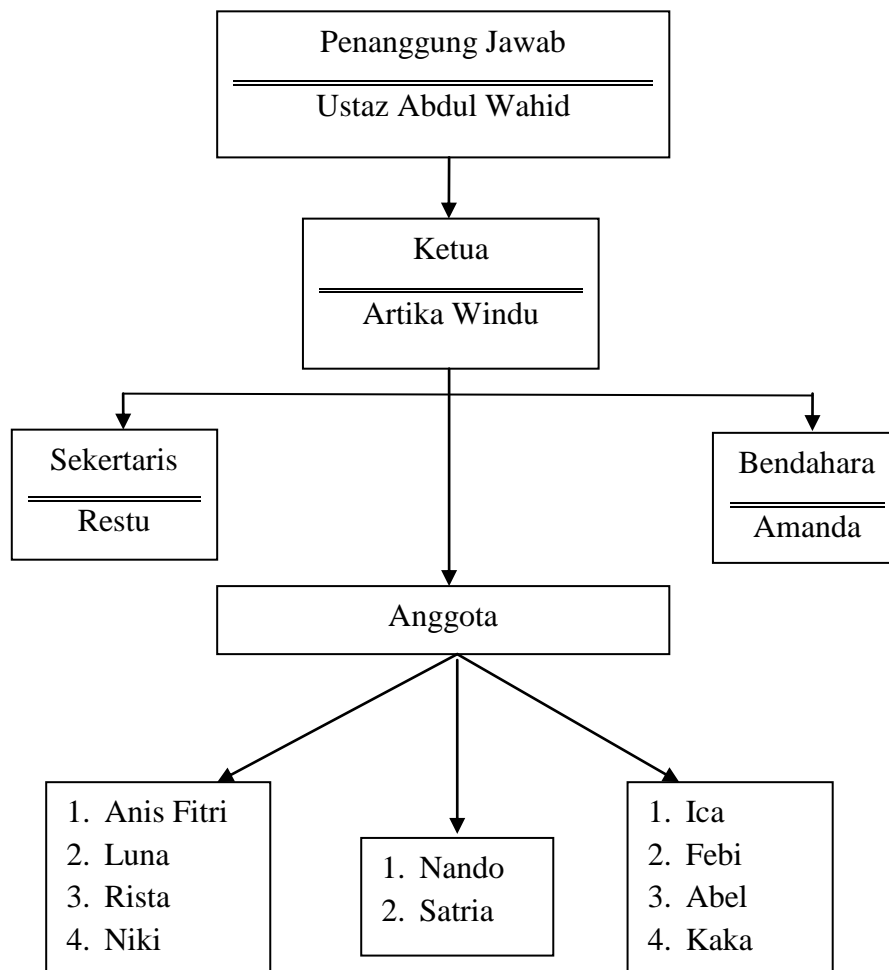 Penanggung Jawab
Ustaz Abdul Wahid
Ketua
Artika Windu
Sekertaris
Restu
Bendahara
Amanda
Anggota
1. Anis Fitri
2. Luna
3. Rista
4. Niki
1. Nando
2. Satria
1. Ica
2. Febi
3. Abel
4. Kaka